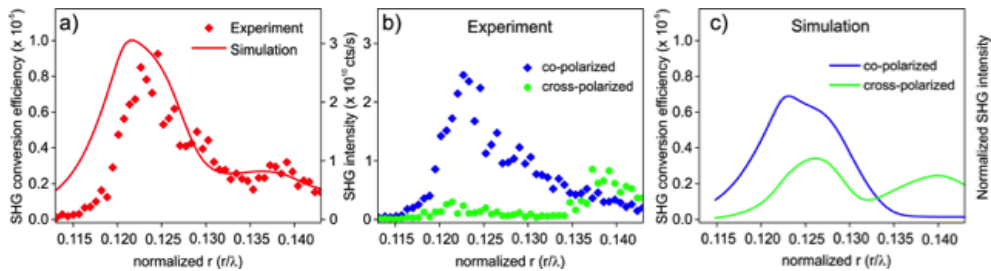 a)
Experiment
Simulation
SHG conversion efficiency (x 10⁻⁵)
1.0
0.8
0.6
0.4
0.2
0.0
3
2
1
0
SHG intensity (x 10¹⁰ cts/s)
0.115 0.120 0.125 0.130 0.135 0.140
normalized r (r/λ)
b)
Experiment
co-polarized
cross-polarized
3
2
1
0
0.115 0.120 0.125 0.130 0.135 0.140
normalized r (r/λ)
c)
Simulation
co-polarized
cross-polarized
SHG conversion efficiency (x 10⁻⁵)
1.0
0.8
0.6
0.4
0.2
0.0
0.115 0.120 0.125 0.130 0.135 0.140
normalized r (r/λ)
Normalized SHG intensity